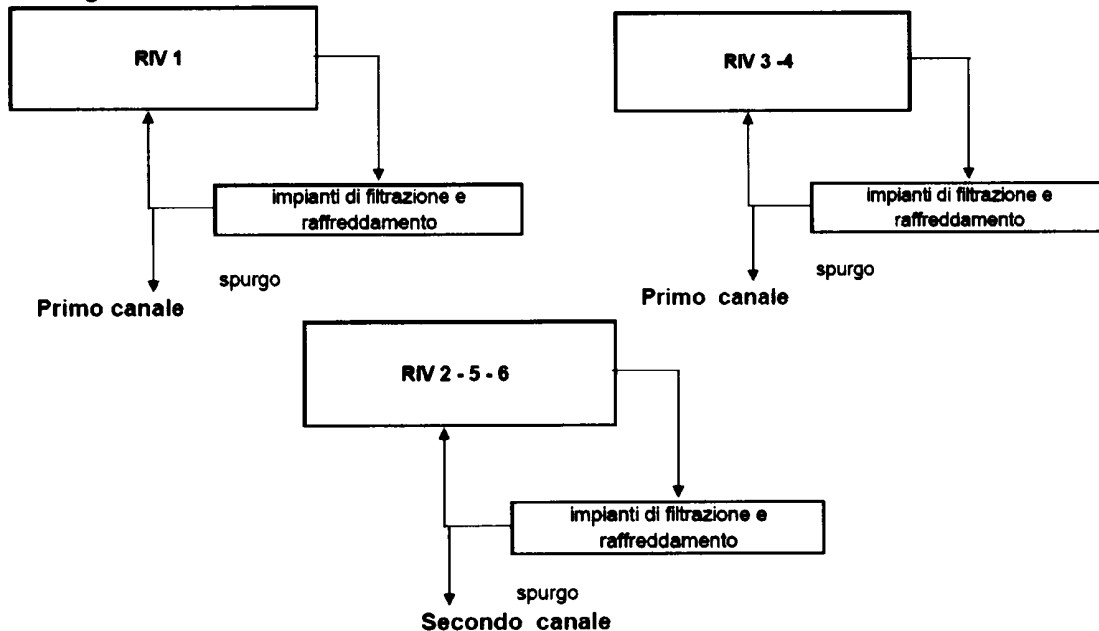 RIV 1
impianti di filtrazione e
raffreddamento
spurgo
Primo canale
RIV 3 -4
impianti di filtrazione e
raffreddamento
spurgo
Primo canale
RIV 2 - 5 - 6
impianti di filtrazione e
raffreddamento
spurgo
Secondo canale